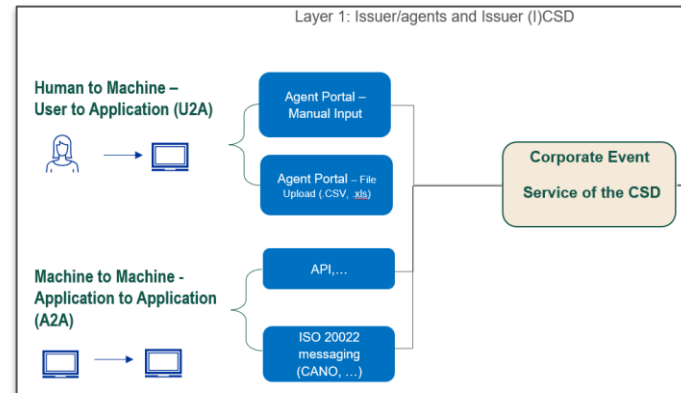 Layer 1: Issuer/agents and Issuer (I)CSD
Human to Machine –
User to Application (U2A)
Agent Portal –
Manual Input
Agent Portal – File
Upload (.CSV, .xls)
Corporate Event
Service of the CSD
Machine to Machine -
Application to Application
(A2A)
API,...
ISO 20022
messaging
(CANO, ...)